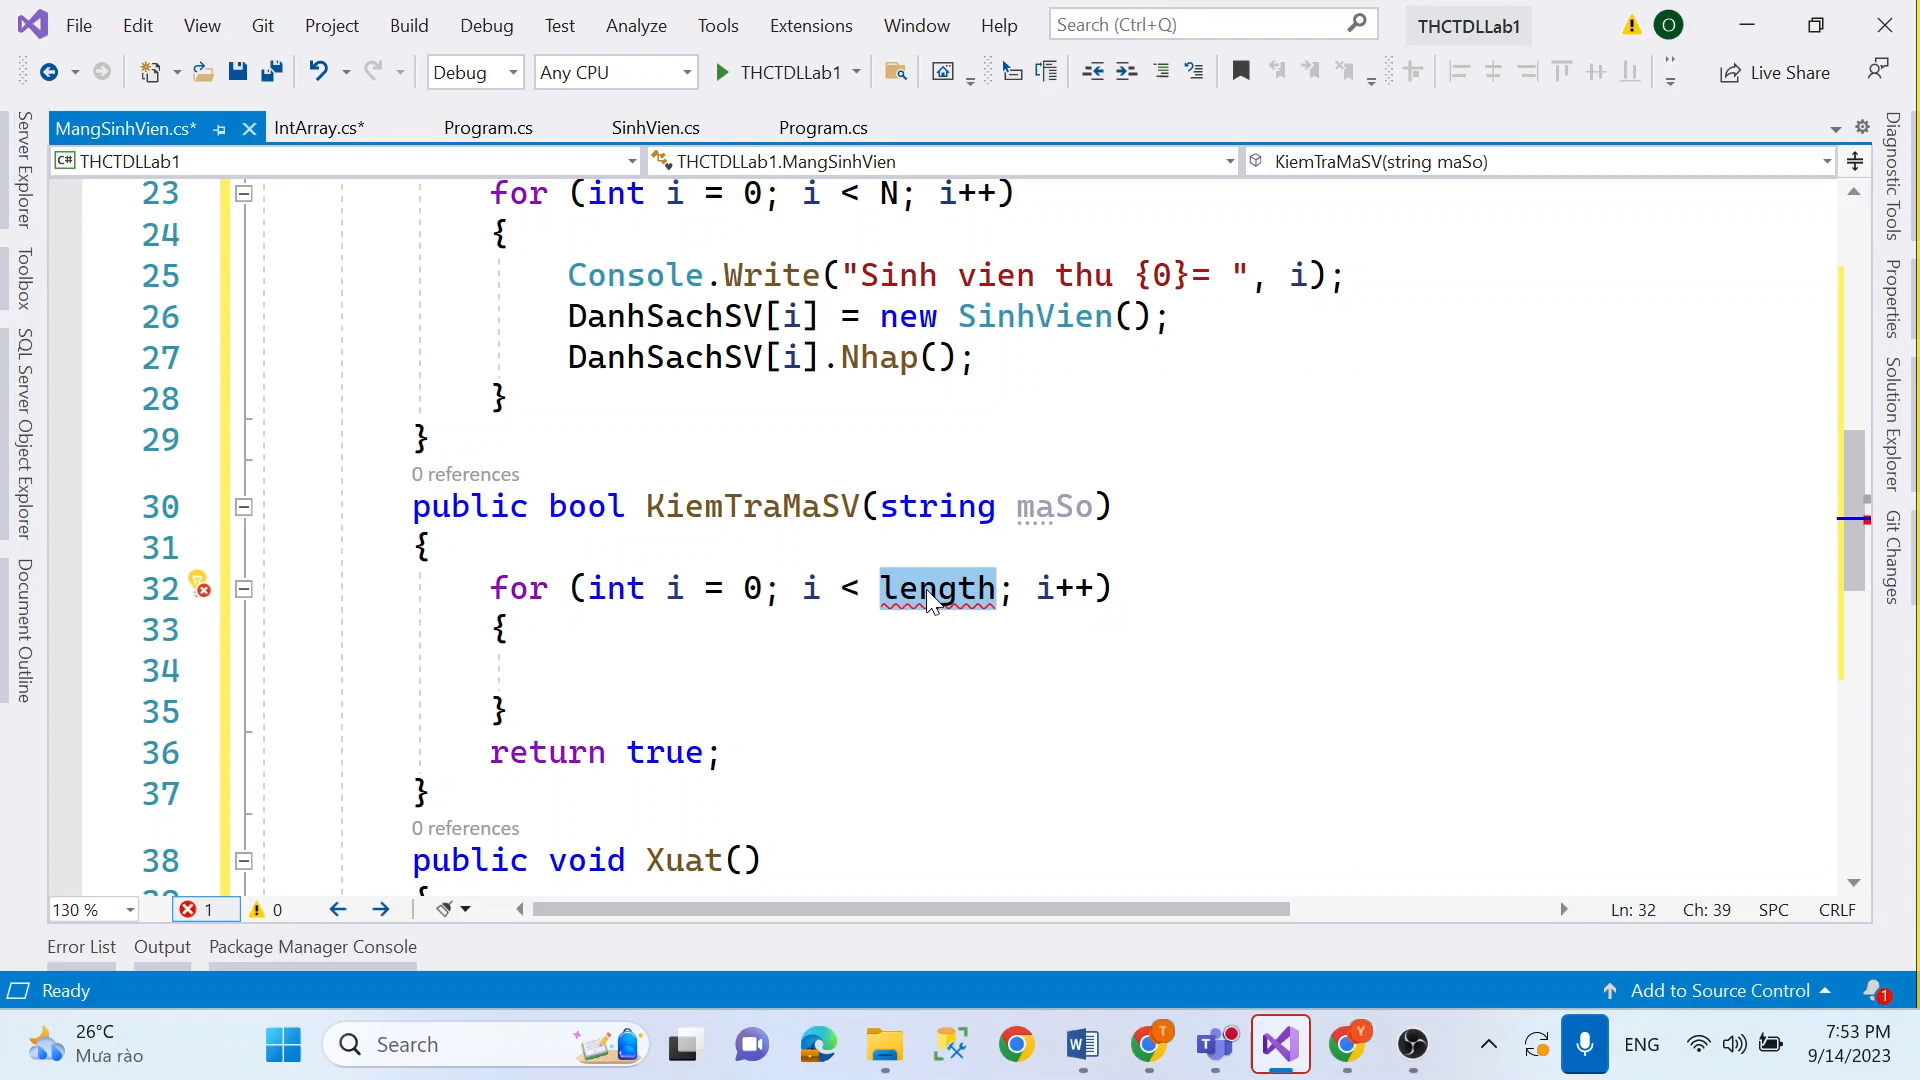 File Edit View Git Project Build Debug Test Analyze Tools Extensions Window Help Search (Ctrl+Q) THCTDLLab1 O
Debug Any CPU THCTDLLab1 Live Share
MangSinhVien.cs* IntArray.cs* Program.cs SinhVien.cs Program.cs
C# THCTDLLab1 THCTDLLab1.MangSinhVien KiemTraMaSV(string maSo)
23 for (int i = 0; i < N; i++)
24 {
25 Console.Write("Sinh vien thu {0}= ", i);
26 DanhSachSV[i] = new SinhVien();
27 DanhSachSV[i].Nhap();
28 }
29 }
0 references
30 public bool KiemTraMaSV(string maSo)
31 {
32 for (int i = 0; i < length; i++)
33 {
34
35 }
36 return true;
37 }
0 references
38 public void Xuat()
{
130 % 1 0 Ln: 32 Ch: 39 SPC CRLF
Server Explorer
Toolbox
SQL Server Object Explorer
Document Outline
Diagnostic Tools
Properties
Solution Explorer
Git Changes
Error List Output Package Manager Console
Ready Add to Source Control 1
26°C
Mưa rào
Search
T
Y
ENG
7:53 PM
9/14/2023